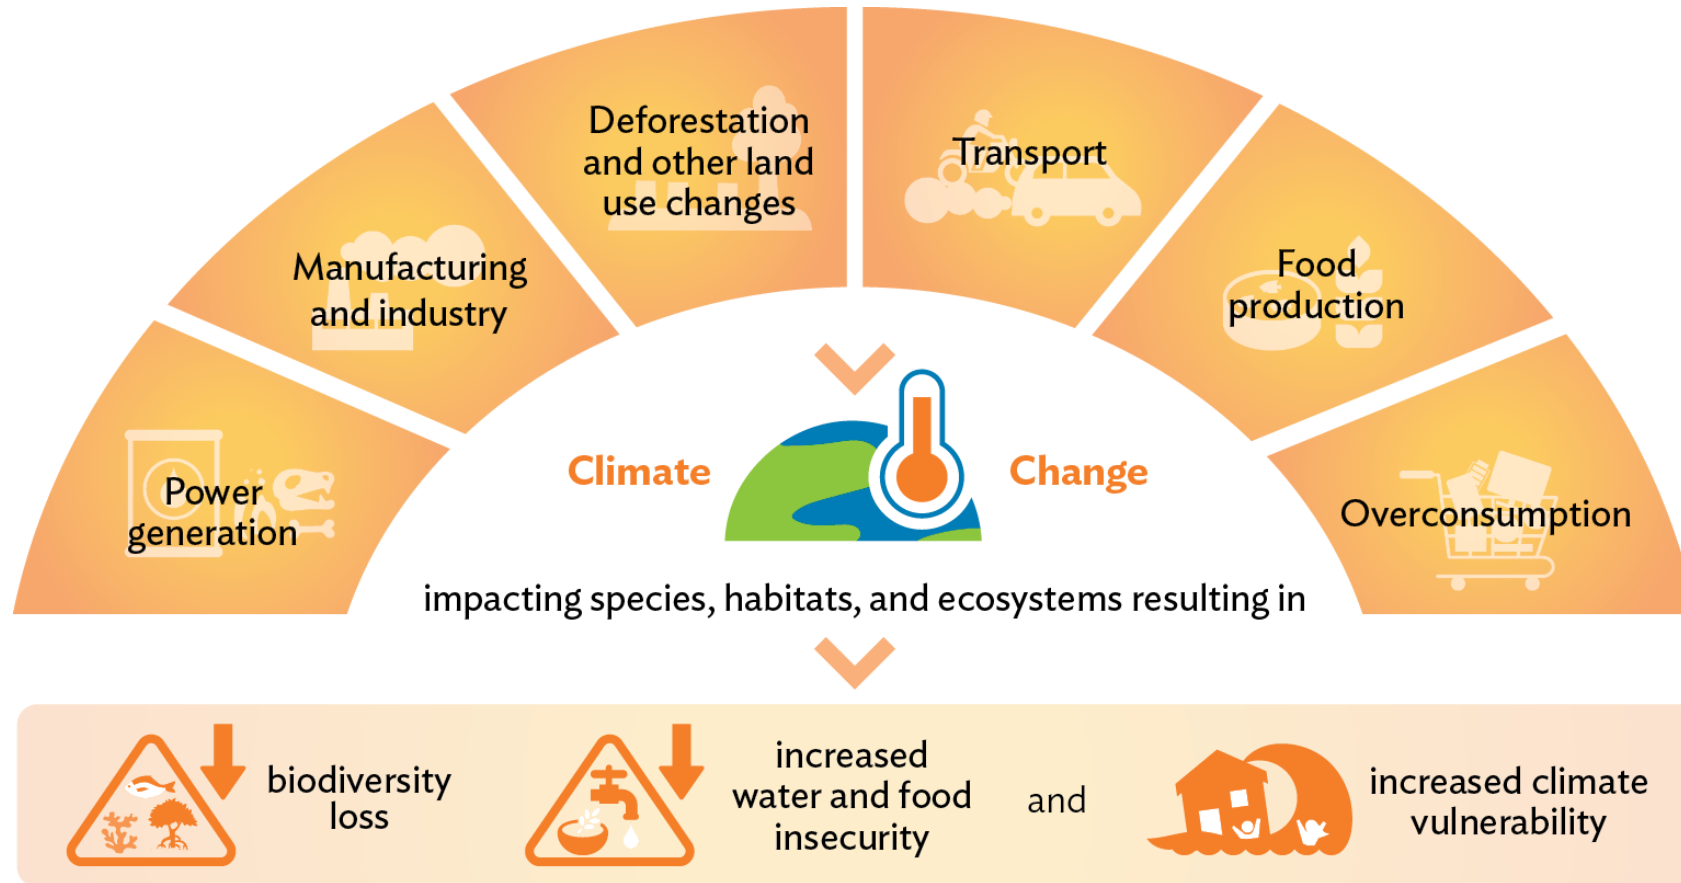 Deforestation
and other land
use changes
Transport
Manufacturing
and industry
Food
production
Power
generation
Overconsumption
Climate Change
impacting species, habitats, and ecosystems resulting in
biodiversity
loss
increased
water and food
insecurity
and
increased climate
vulnerability